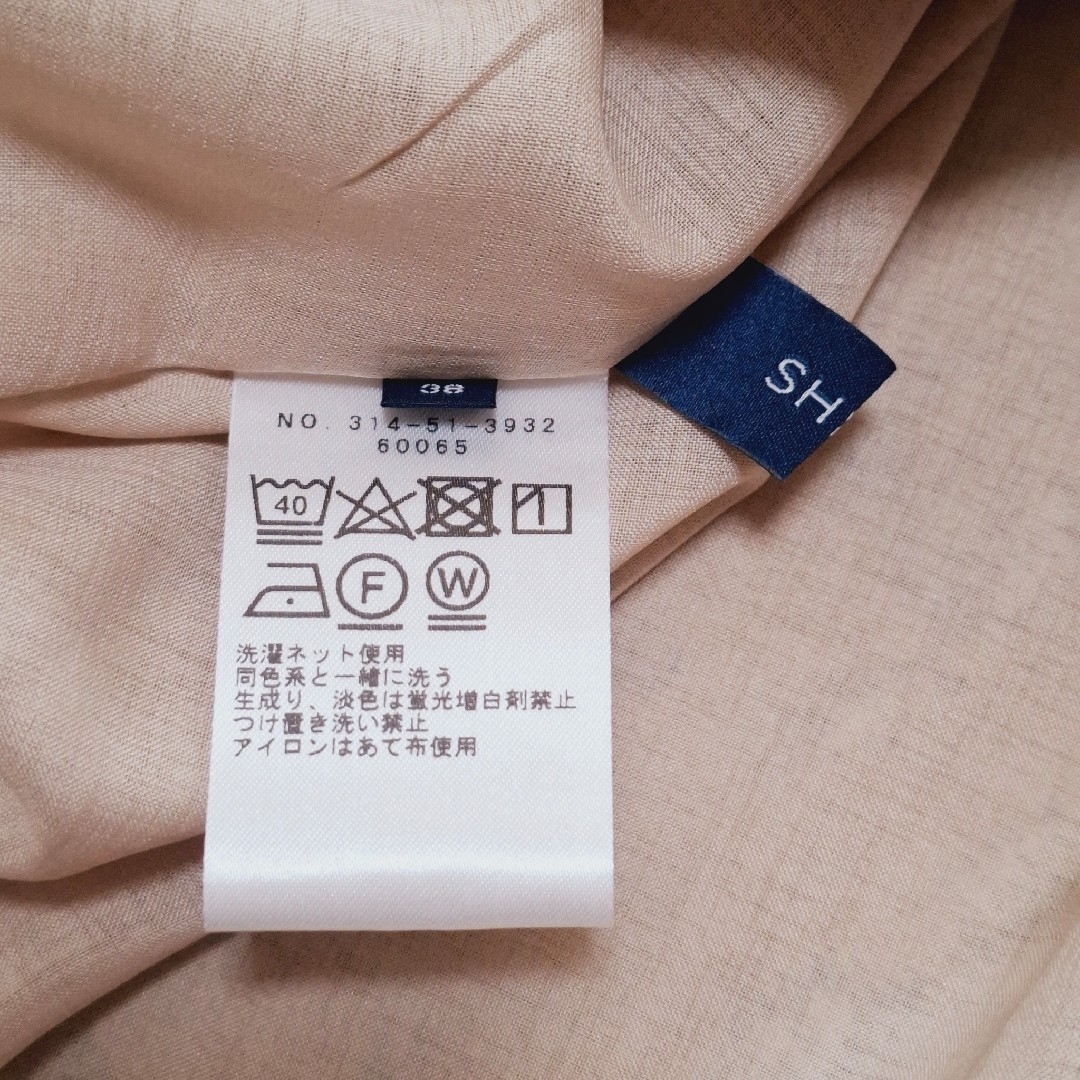 38
SH
NO. 314-51-3932
60065
40
F
W
洗濯ネット使用
同色系と一緒に洗う
生成り、淡色は蛍光増白剤禁止
つけ置き洗い禁止
アイロンはあて布使用